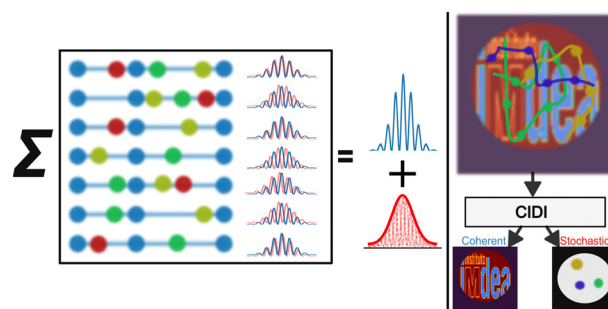 Σ
=
+
iMdea
CIDI
Coherent
Stochastic
instituto
iMdea